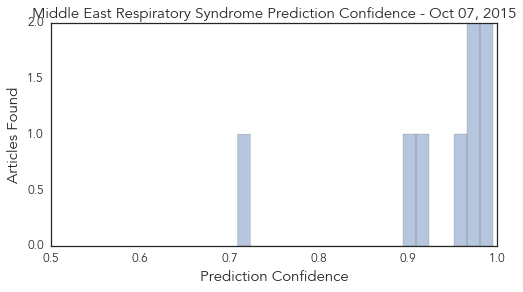 Middle East Respiratory Syndrome Prediction Confidence - Oct 07, 2015
2.0
1.5
1.0
0.5
0.0
Articles Found
0.5 0.6 0.7 0.8 0.9 1.0
Prediction Confidence